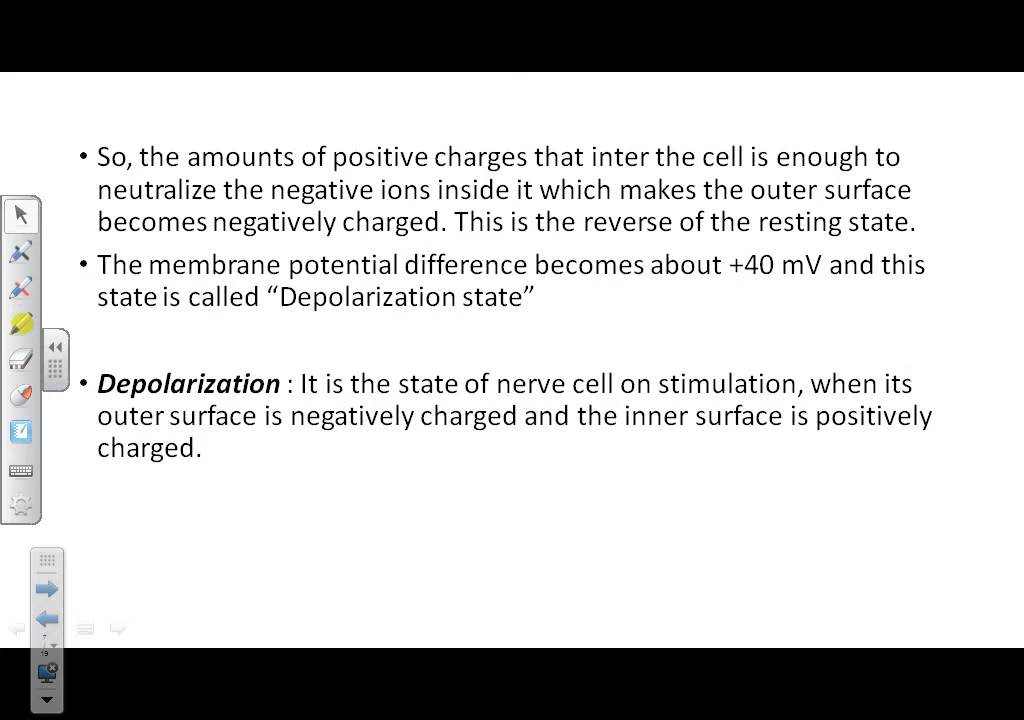 • So, the amounts of positive charges that inter the cell is enough to
neutralize the negative ions inside it which makes the outer surface
becomes negatively charged. This is the reverse of the resting state.
• The membrane potential difference becomes about +40 mV and this
state is called “Depolarization state”
• Depolarization : It is the state of nerve cell on stimulation, when its
outer surface is negatively charged and the inner surface is positively
charged.
7
19